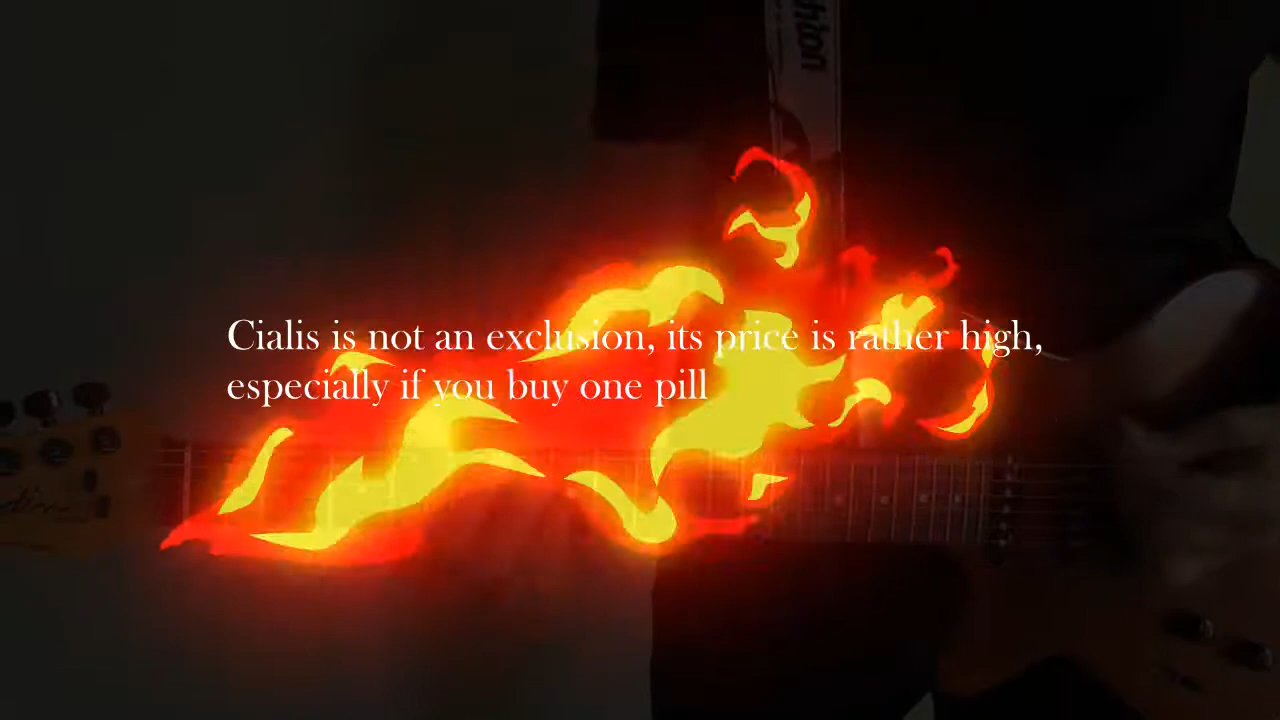 Cialis is not an exclusion, its price is rather high,
especially if you buy one pill